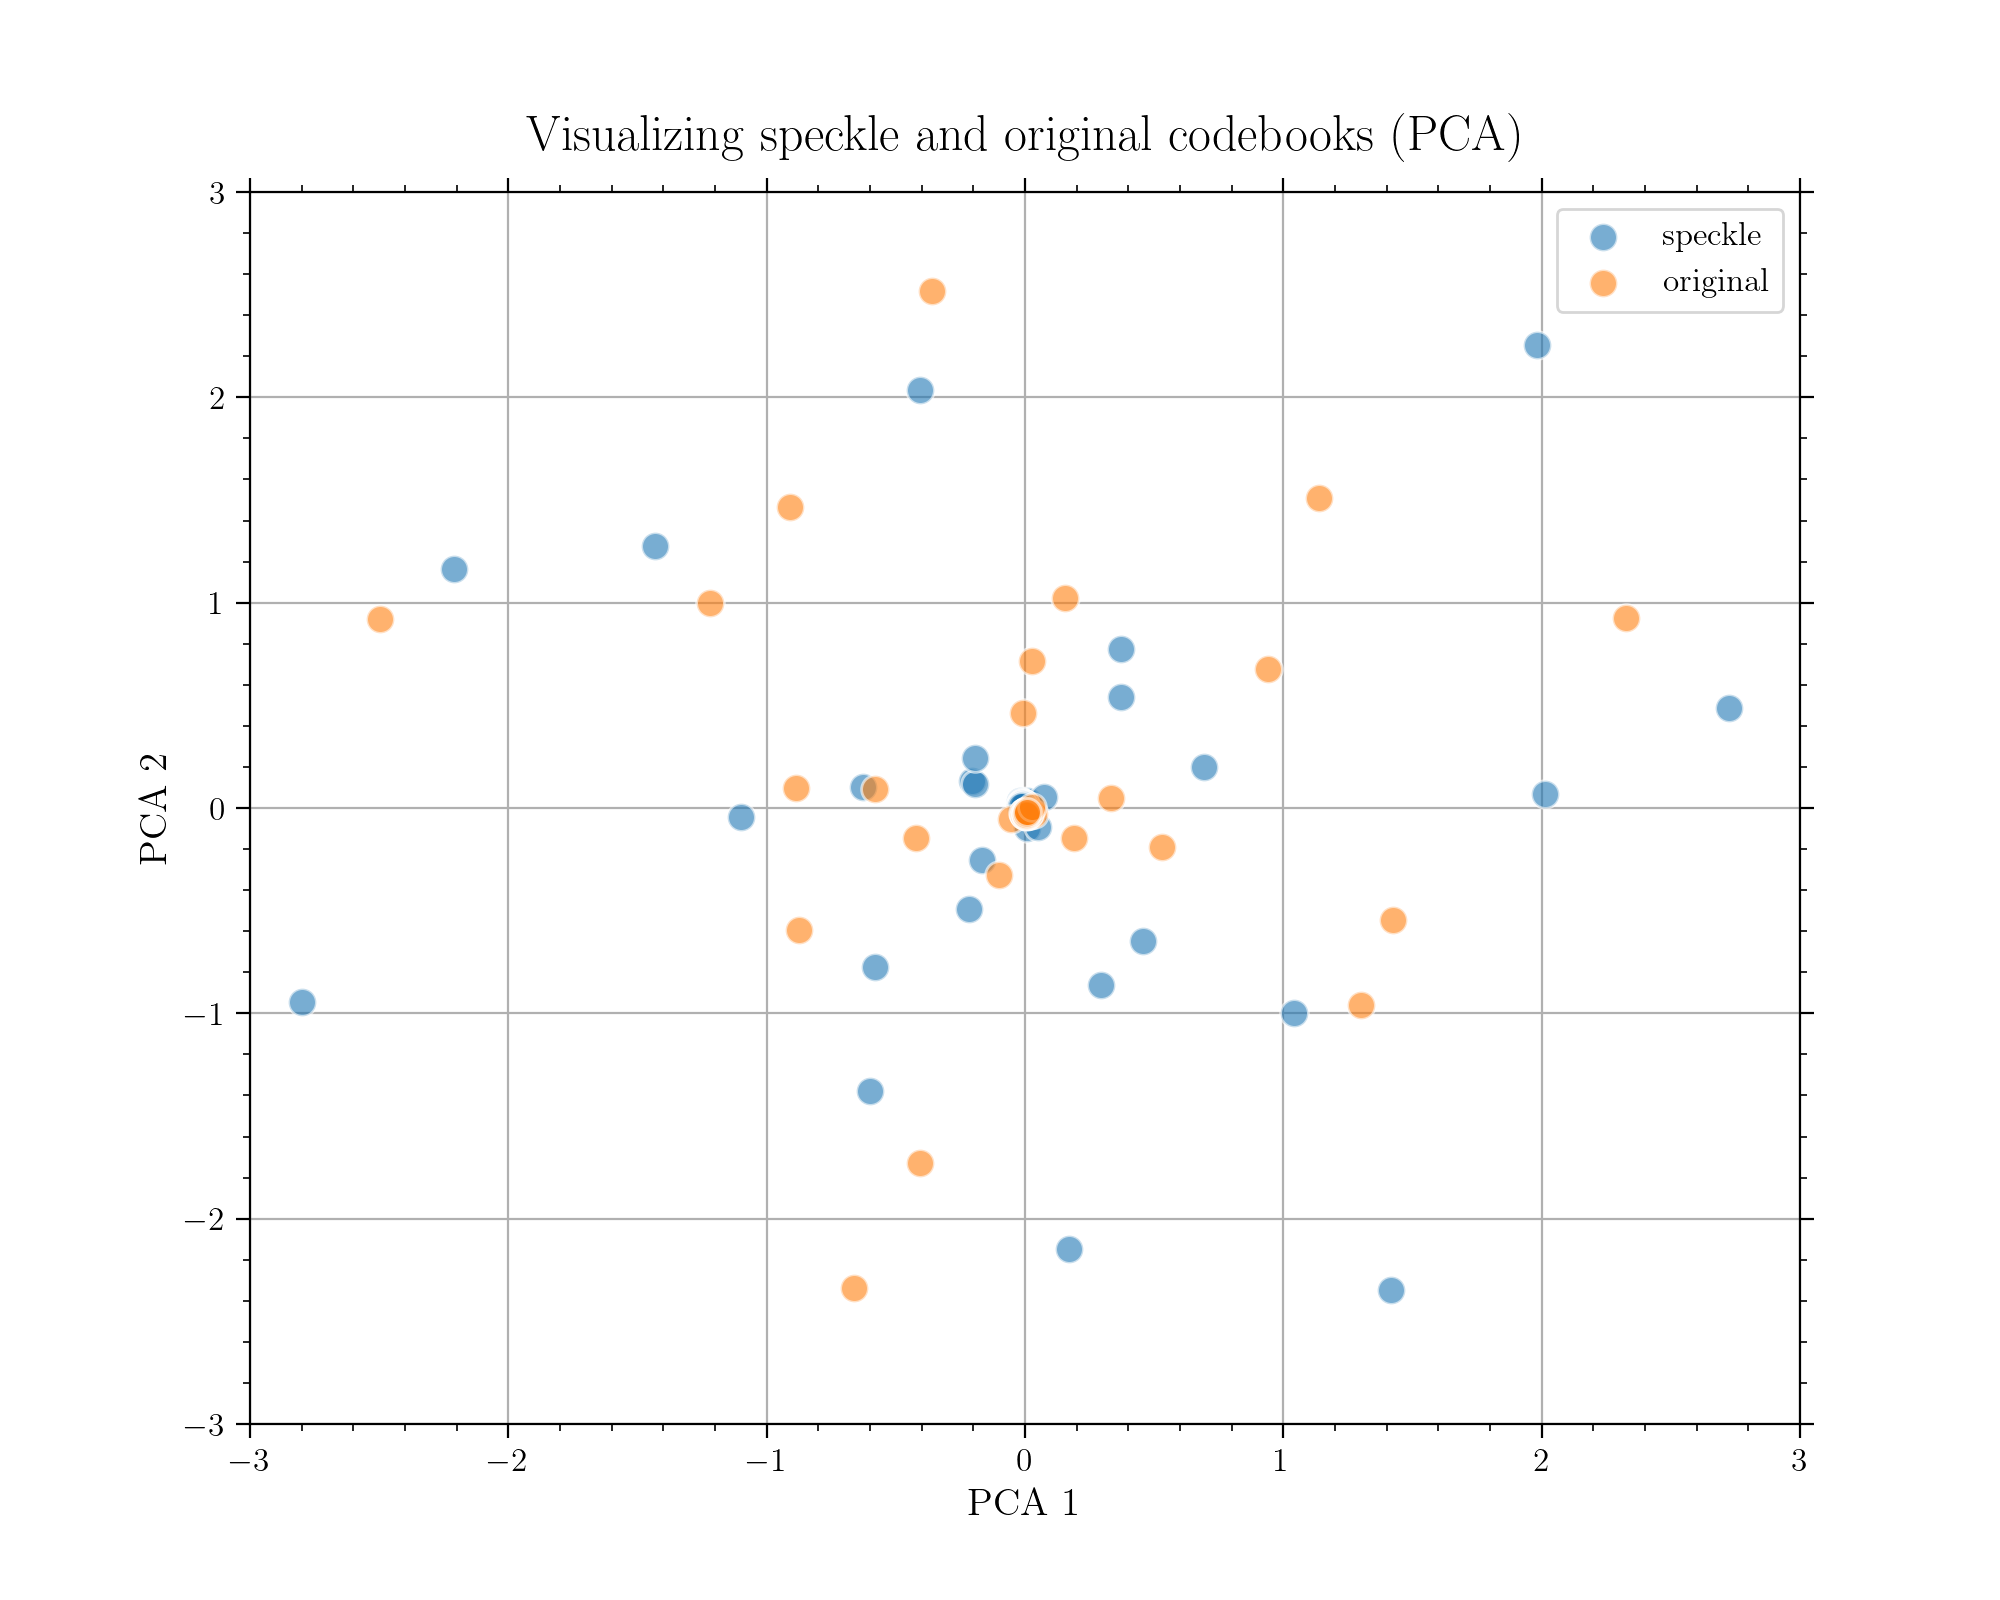 Visualizing speckle and original codebooks (PCA)
speckle
original
3
2
1
0
−1
−2
−3
PCA 2
−3 −2 −1 0 1 2 3
PCA 1